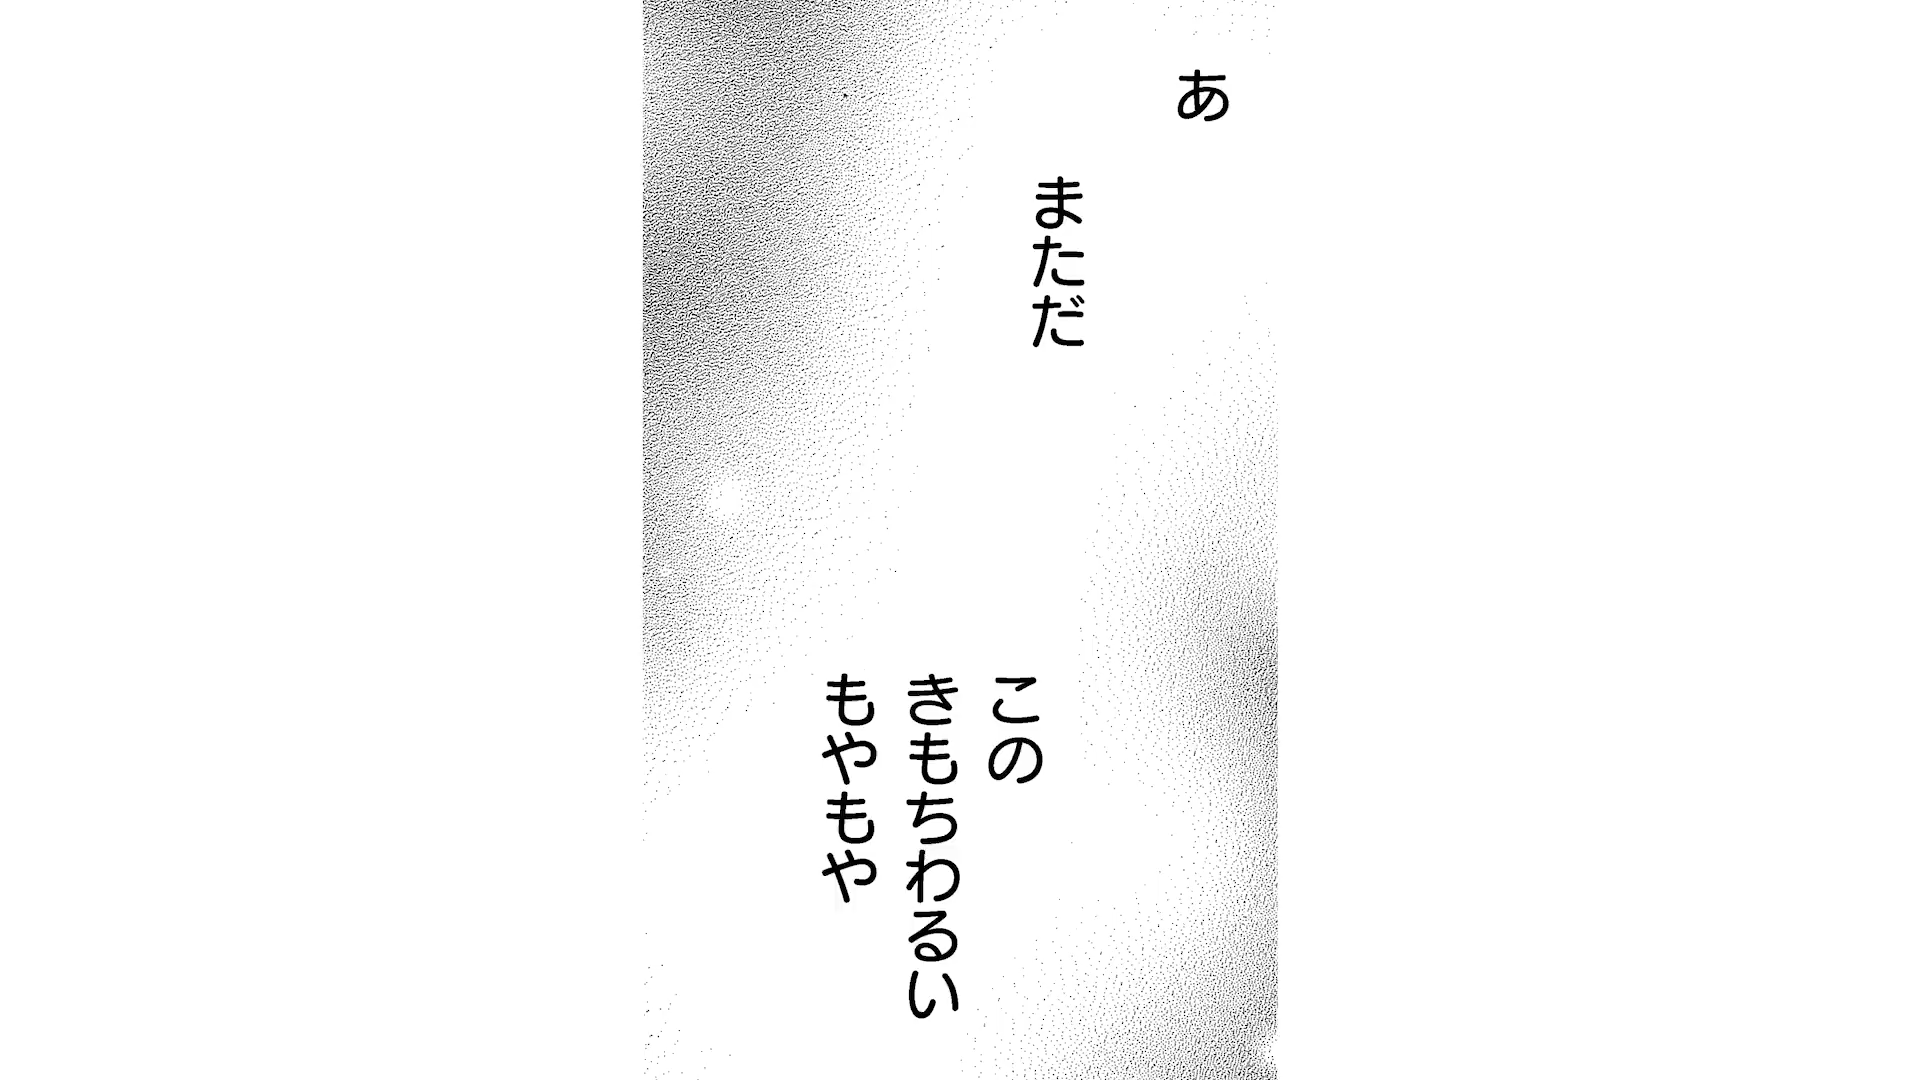 あ
まただ
この
きもちわるい
もやもや